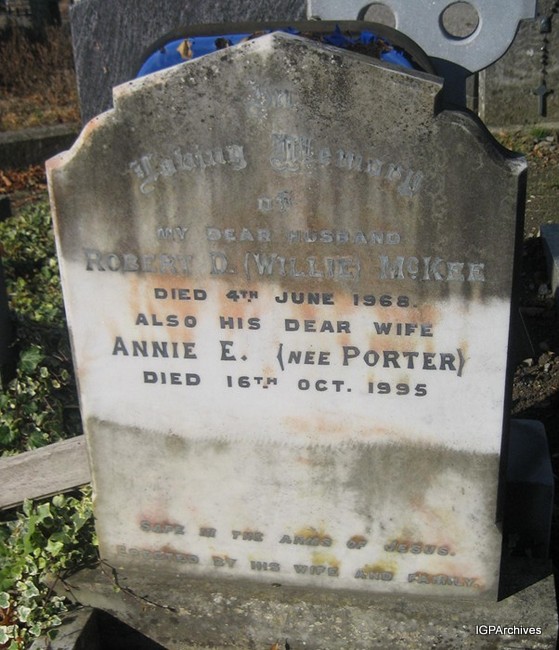 In
Loving Memory
of
MY DEAR HUSBAND
ROBERT D. (WILLIE) McKEE
DIED 4TH JUNE 1968.
ALSO HIS DEAR WIFE
ANNIE E. (NEE PORTER)
DIED 16TH OCT. 1995
SAFE IN THE ARMS OF JESUS.
ERECTED BY HIS WIFE AND FAMILY.
IGPArchives